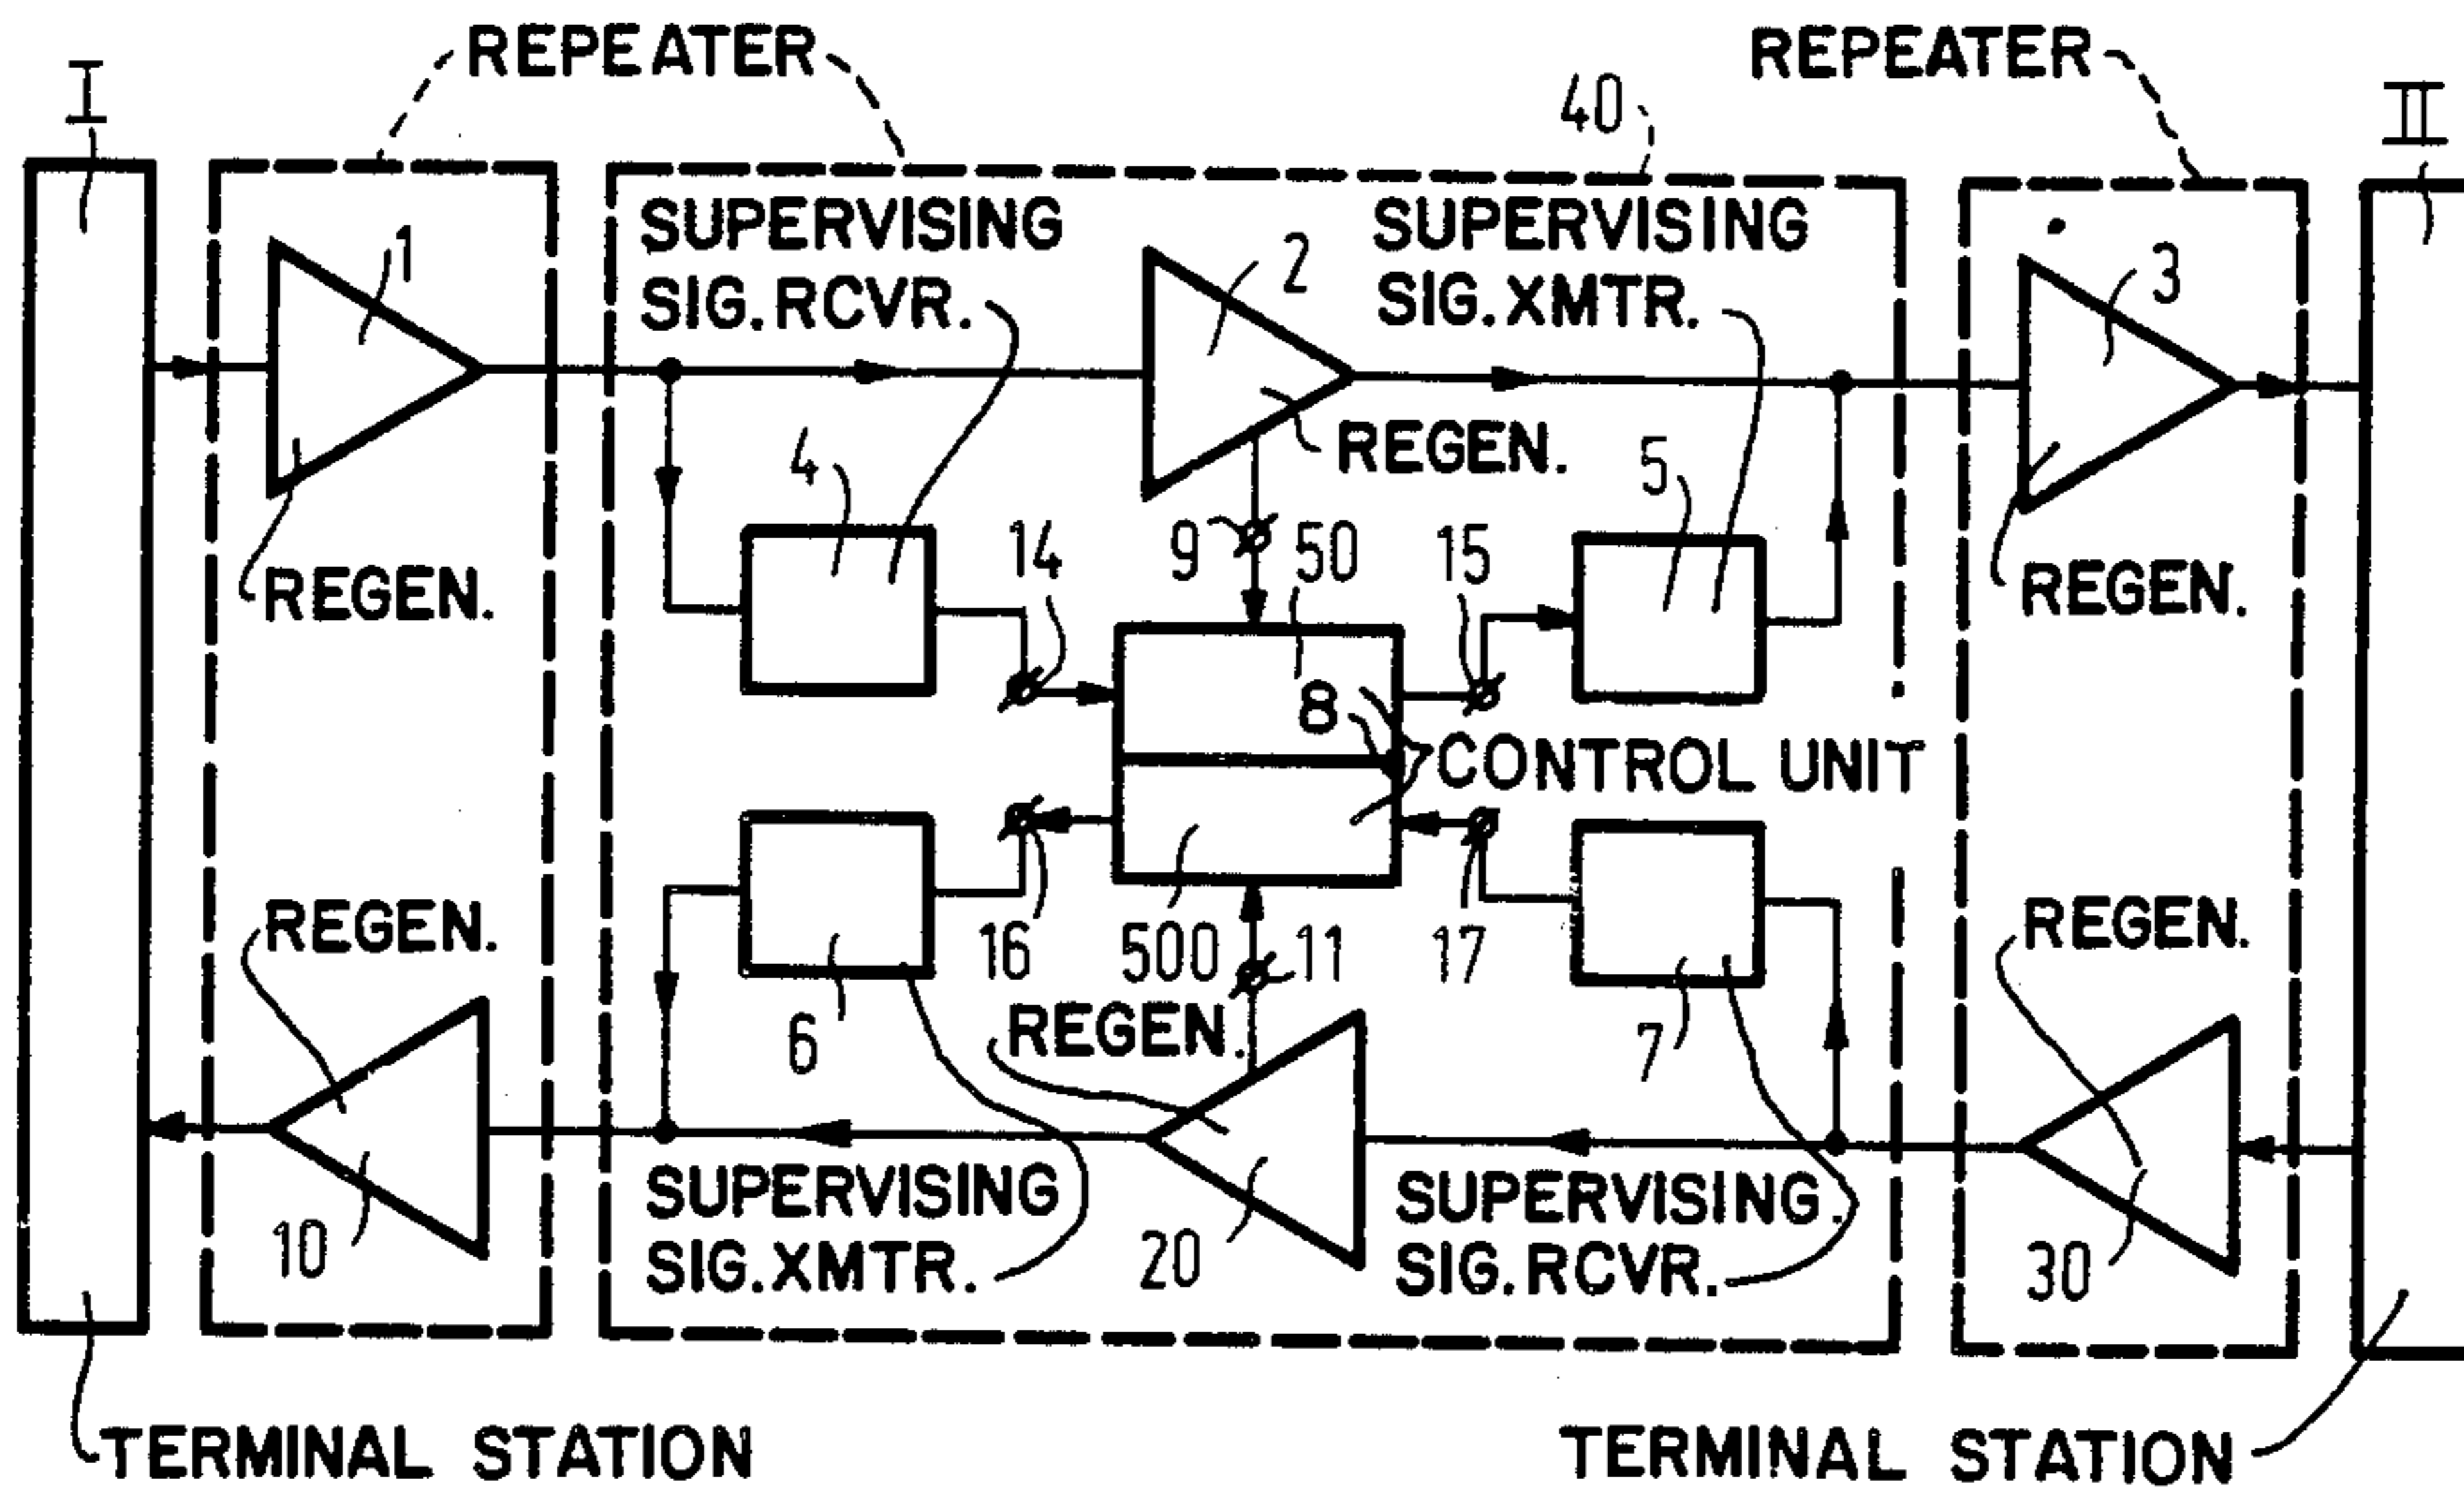 REPEATER
REPEATER
I
40
II
SUPERVISING
SIG. RCVR.
SUPERVISING
SIG. XMTR.
1
2
3
REGEN.
4
5
REGEN.
REGEN.
14
9
50
15
8
CONTROL UNIT
REGEN.
REGEN.
16
500
11
17
6
REGEN.
7
10
SUPERVISING
SIG. XMTR.
20
SUPERVISING
SIG. RCVR.
30
TERMINAL STATION
TERMINAL STATION